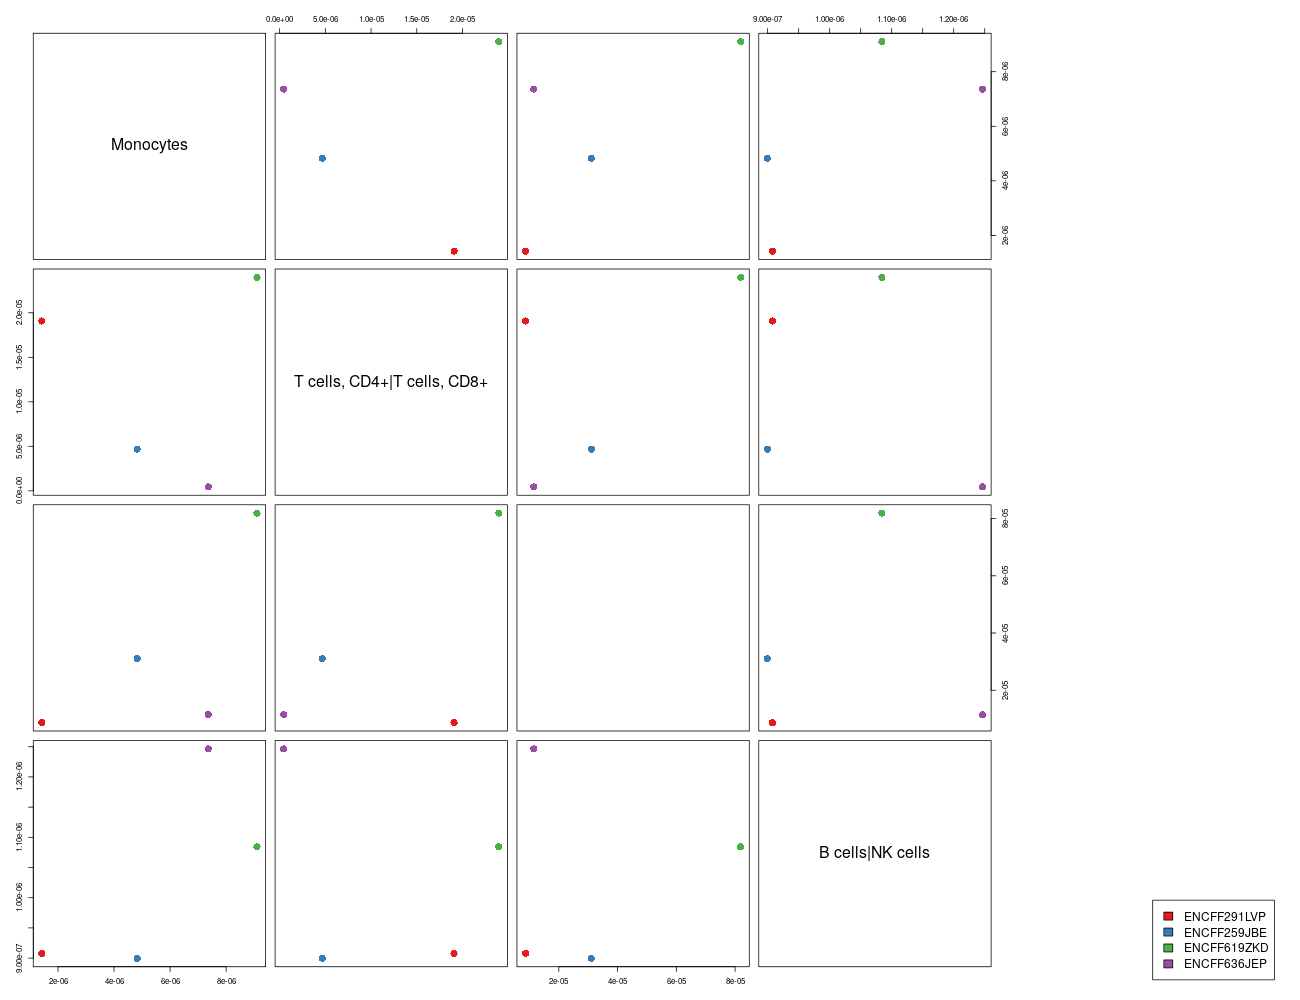 0.0e+00 5.0e-06 1.0e-05 1.5e-05 2.0e-05 9.00e-07 1.00e-06 1.10e-06 1.20e-06
Monocytes
2e-06 4e-06 6e-06 8e-06
0.0e+00 5.0e-06 1.0e-05 1.5e-05 2.0e-05
T cells, CD4+|T cells, CD8+
2e-05 4e-05 6e-05 8e-05
9.00e-07 1.00e-06 1.10e-06 1.20e-06
B cells|NK cells
2e-06 4e-06 6e-06 8e-06 2e-05 4e-05 6e-05 8e-05
ENCFF291LVP
ENCFF259JBE
ENCFF619ZKD
ENCFF636JEP